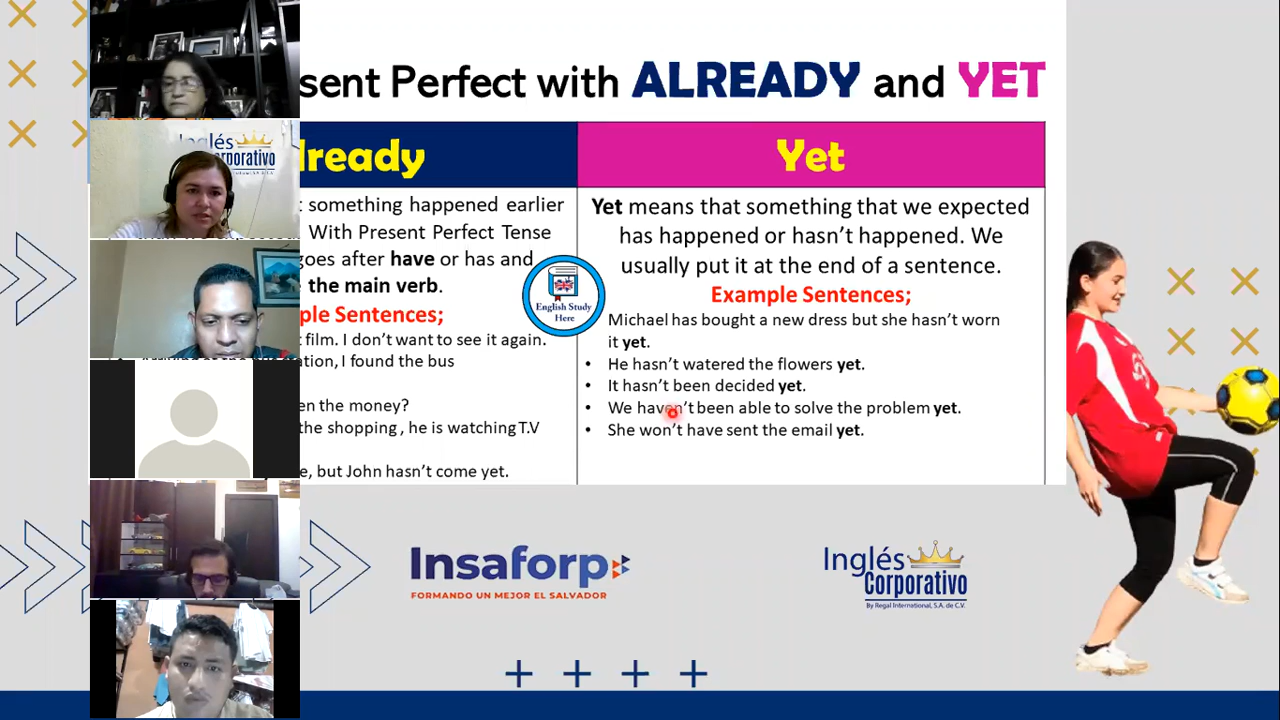 sent Perfect with ALREADY and YET
lready
Yet
Inglés
orporativo
something happened earlier
With Present Perfect Tense
goes after have or has and
the main verb.
ple Sentences;
film. I don't want to see it again.
ation, I found the bus
en the money?
the shopping , he is watching T.V
e, but John hasn't come yet.
English Study
Here
Yet means that something that we expected
has happened or hasn't happened. We
usually put it at the end of a sentence.
Example Sentences;
Michael has bought a new dress but she hasn't worn
it yet.
• He hasn't watered the flowers yet.
• It hasn't been decided yet.
• We haven't been able to solve the problem yet.
• She won't have sent the email yet.
Insaforp
FORMANDO UN MEJOR EL SALVADOR
Inglés
Corporativo
By Regal International, S.A. de C.V.